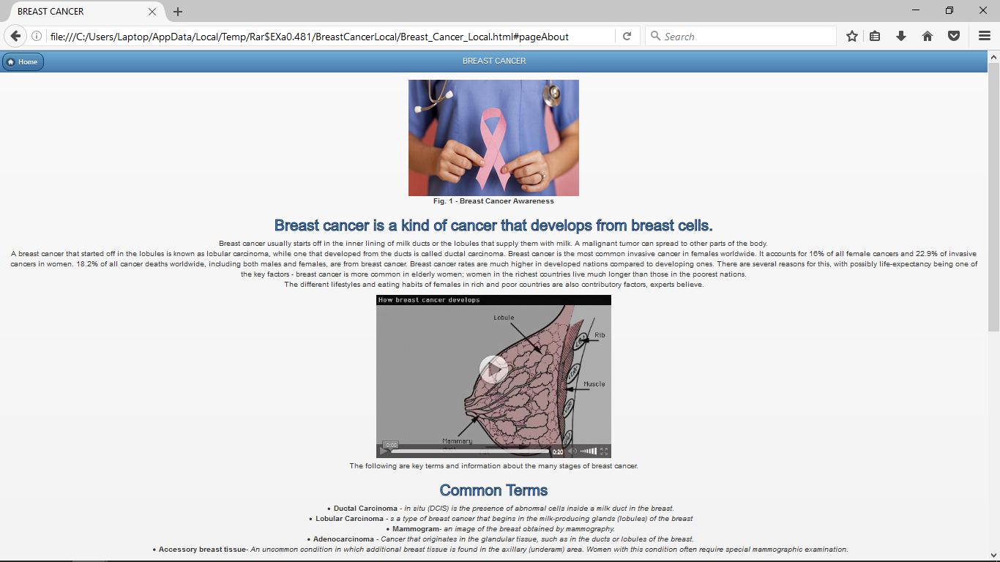 BREAST CANCER
file:///C:/Users/Laptop/AppData/Local/Temp/Rar$EXa0.481/BreastCancerLocal/Breast_Cancer_Local.html#pageAbout
Search
Home
BREAST CANCER
Fig. 1 - Breast Cancer Awareness
Breast cancer is a kind of cancer that develops from breast cells.
Breast cancer usually starts off in the inner lining of milk ducts or the lobules that supply them with milk. A malignant tumor can spread to other parts of the body.
A breast cancer that started off in the lobules is known as lobular carcinoma, while one that developed from the ducts is called ductal carcinoma. Breast cancer is the most common invasive cancer in females worldwide. It accounts for 16% of all female cancers and 22.9% of invasive
cancers in women. 18.2% of all cancer deaths worldwide, including both males and females, are from breast cancer. Breast cancer rates are much higher in developed nations compared to developing ones. There are several reasons for this, with possibly life-expectancy being one of
the key factors - breast cancer is more common in elderly women; women in the richest countries live much longer than those in the poorest nations.
The different lifestyles and eating habits of females in rich and poor countries are also contributory factors, experts believe.
How breast cancer develops
Lobule
Rib
Muscle
Mammary
0:00
0:20
The following are key terms and information about the many stages of breast cancer.
Common Terms
• Ductal Carcinoma - in situ (DCIS) is the presence of abnormal cells inside a milk duct in the breast.
• Lobular Carcinoma - s a type of breast cancer that begins in the milk-producing glands (lobules) of the breast
• Mammogram- an image of the breast obtained by mammography.
• Adenocarcinoma - Cancer that originates in the glandular tissue, such as in the ducts or lobules of the breast.
• Accessory breast tissue- An uncommon condition in which additional breast tissue is found in the axillary (underarm) area. Women with this condition often require special mammographic examination.